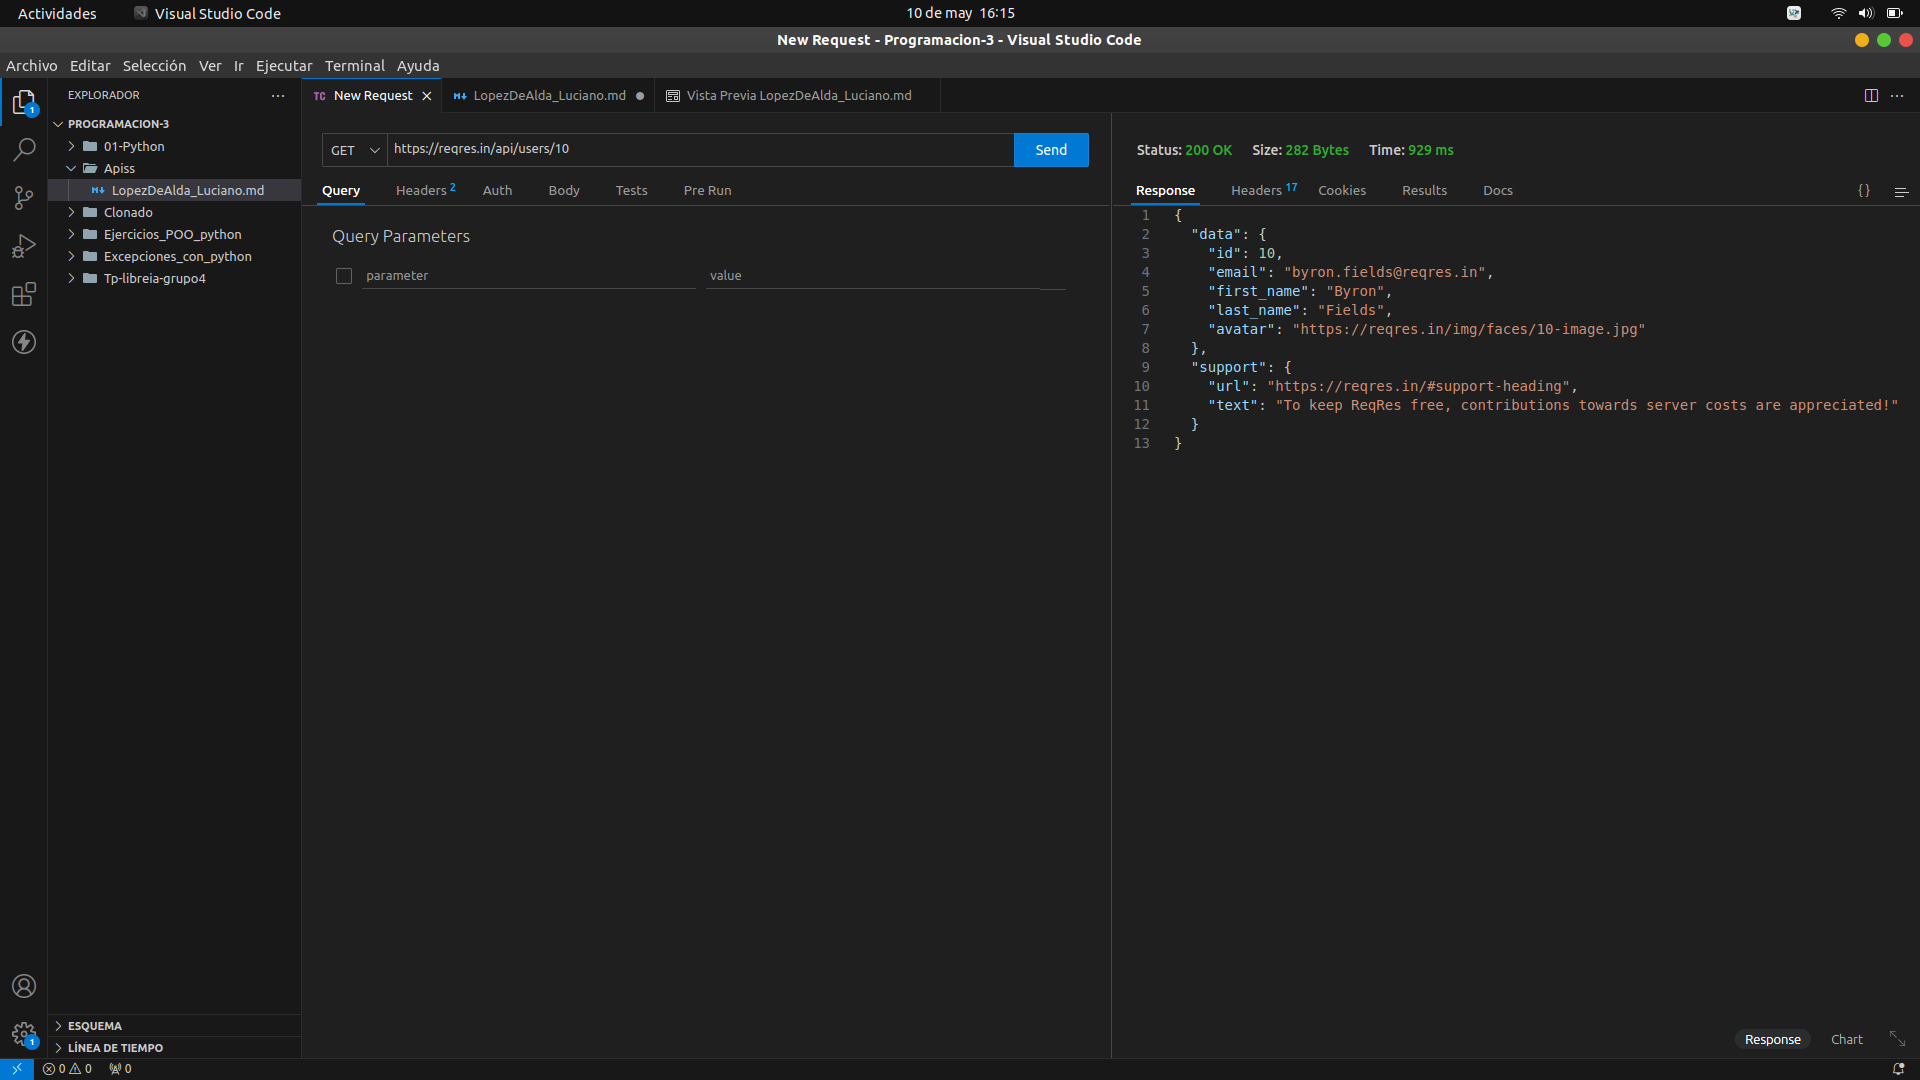 Actividades Visual Studio Code 10 de may 16:15
New Request - Programacion-3 - Visual Studio Code
Archivo Editar Selección Ver Ir Ejecutar Terminal Ayuda
EXPLORADOR
PROGRAMACION-3
01-Python
Apiss
LopezDeAlda_Luciano.md
Clonado
Ejercicios_POO_python
Excepciones_con_python
Tp-libreia-grupo4
ESQUEMA
LÍNEA DE TIEMPO
1
1
TC New Request LopezDeAlda_Luciano.md Vista Previa LopezDeAlda_Luciano.md
GET https://reqres.in/api/users/10 Send
Query Headers 2 Auth Body Tests Pre Run
Query Parameters
parameter value
Status: 200 OK Size: 282 Bytes Time: 929 ms
Response Headers 17 Cookies Results Docs {}
1 {
2 "data": {
3 "id": 10,
4 "email": "byron.fields@reqres.in",
5 "first_name": "Byron",
6 "last_name": "Fields",
7 "avatar": "https://reqres.in/img/faces/10-image.jpg"
8 },
9 "support": {
10 "url": "https://reqres.in/#support-heading",
11 "text": "To keep ReqRes free, contributions towards server costs are appreciated!"
12 }
13 }
Response Chart
0 0 0